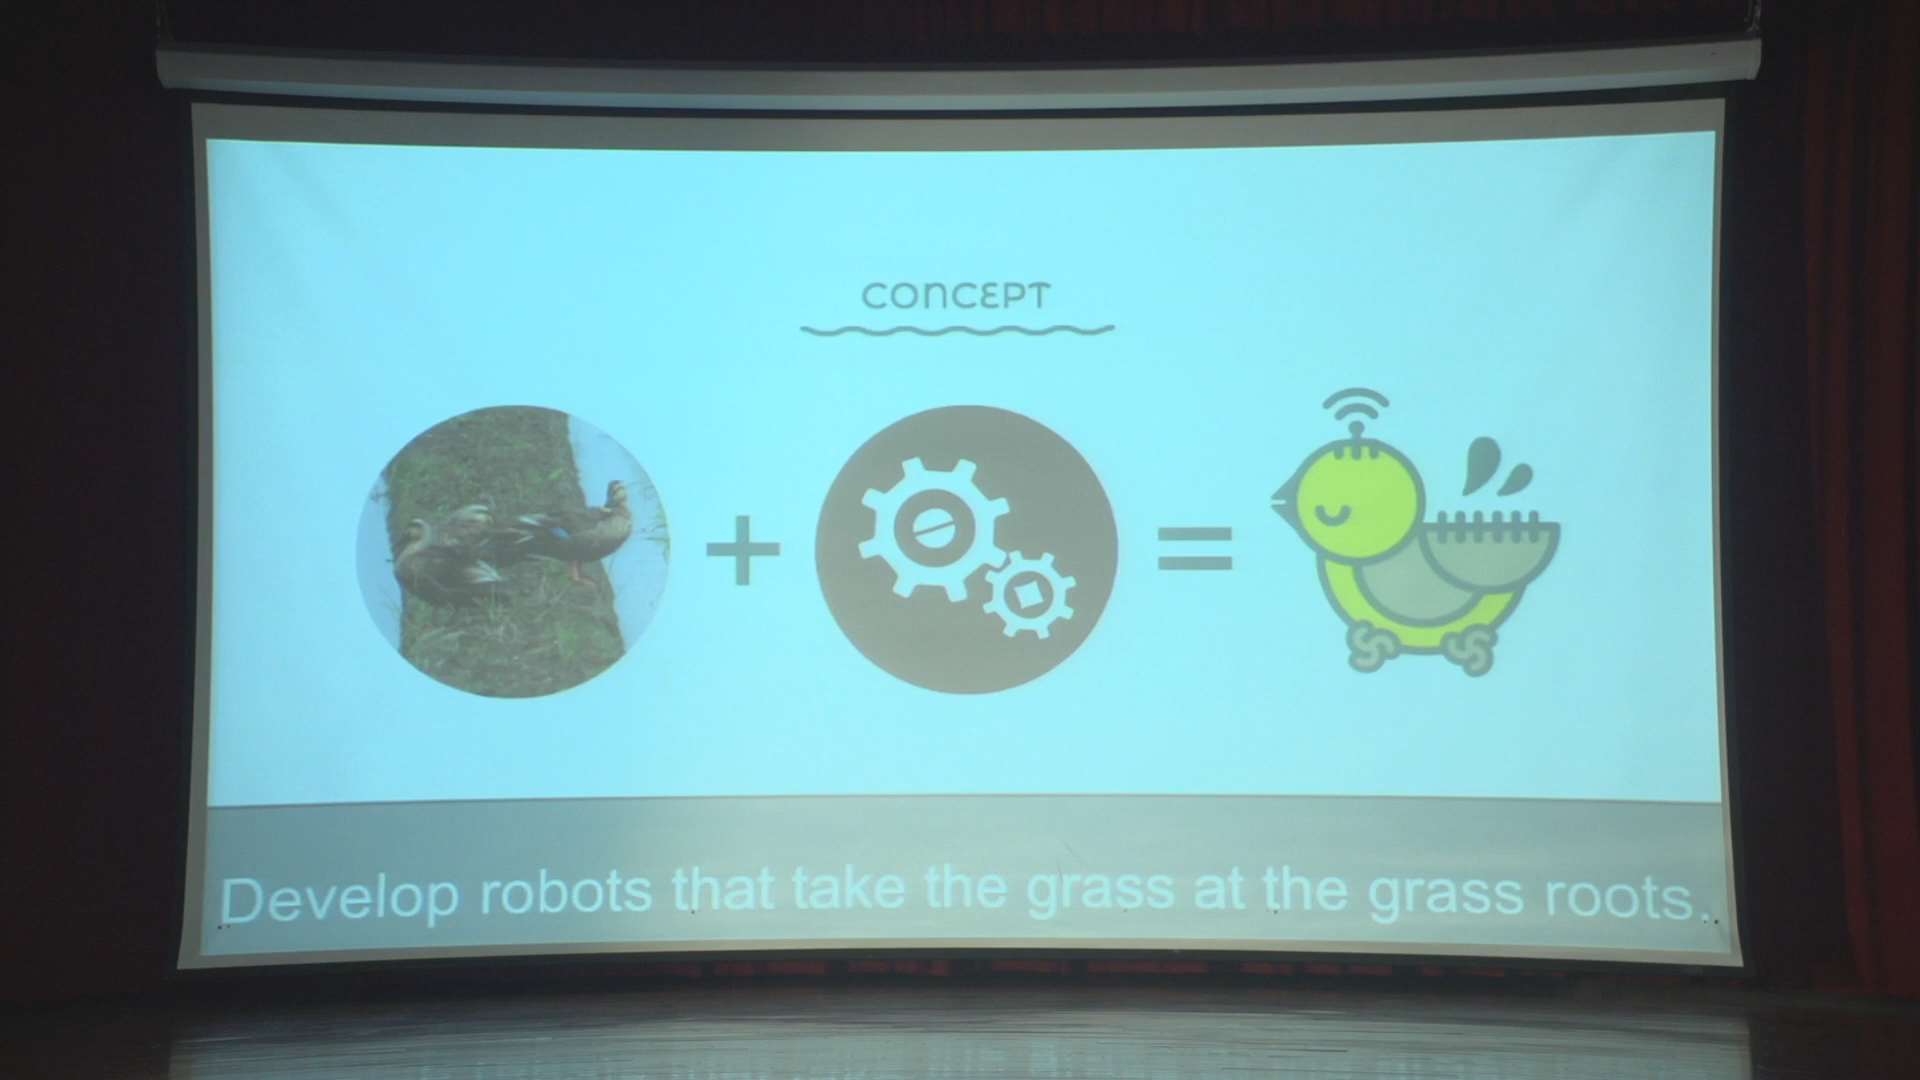 CONCEPT
Develop robots that take the grass at the grass roots.